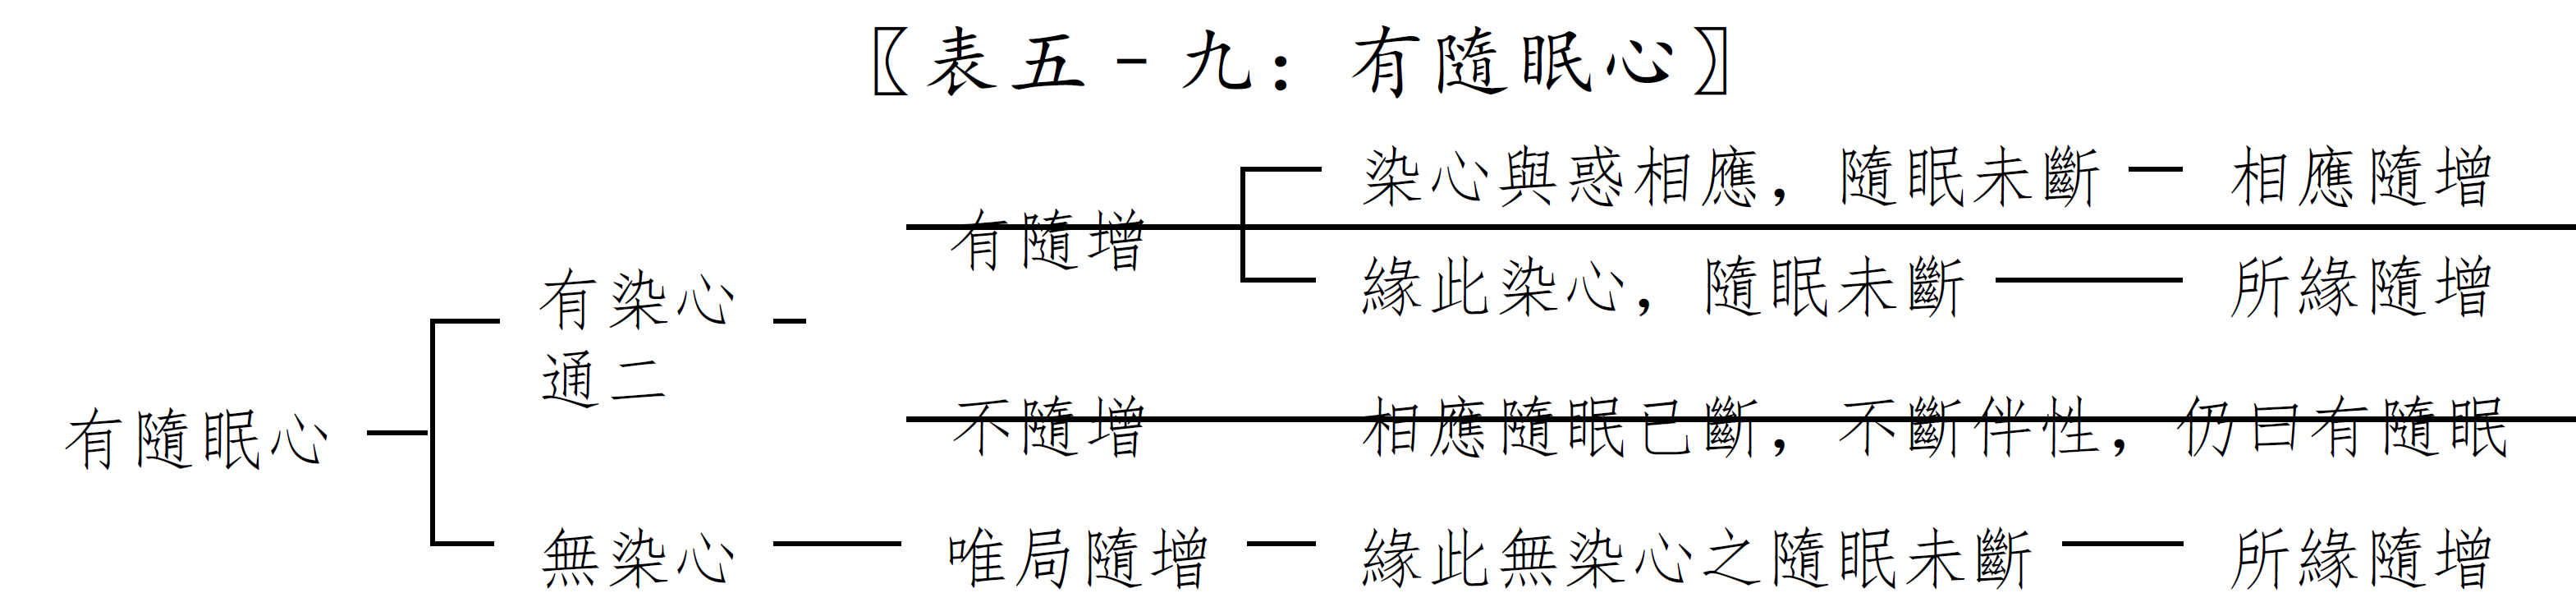 〖表五-九：有隨眠心〗
染心與惑相應，隨眠未斷 相應隨增
有隨增
緣此染心，隨眠未斷 所緣隨增
有染心
通二
不隨增 相應隨眠已斷，不斷伴性，仍曰有隨眠
有隨眠心
無染心 唯局隨增 緣此無染心之隨眠未斷 所緣隨增